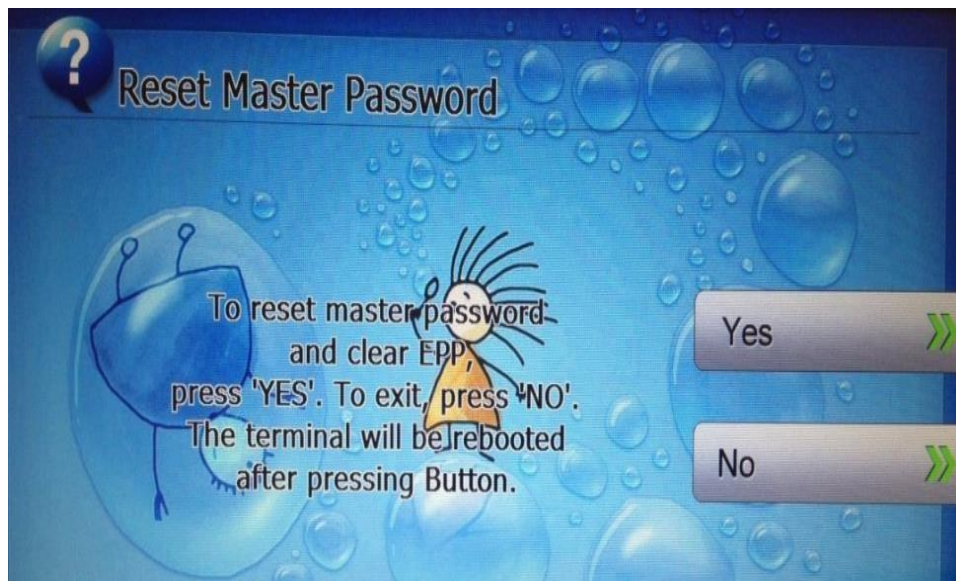 ?
Reset Master Password
To reset master password
and clear EPP,
press 'YES'. To exit, press 'NO'.
The terminal will be rebooted
after pressing Button.
Yes
No